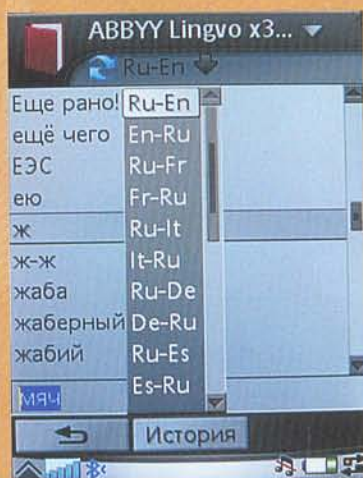 ABBYY Lingvo x3...
Ru-En
Еще рано! Ru-En
ещё чего En-Ru
ЕЭС Ru-Fr
ею Fr-Ru
ж Ru-It
ж-ж It-Ru
жаба Ru-De
жаберный De-Ru
жабий Ru-Es
мяч Es-Ru
История